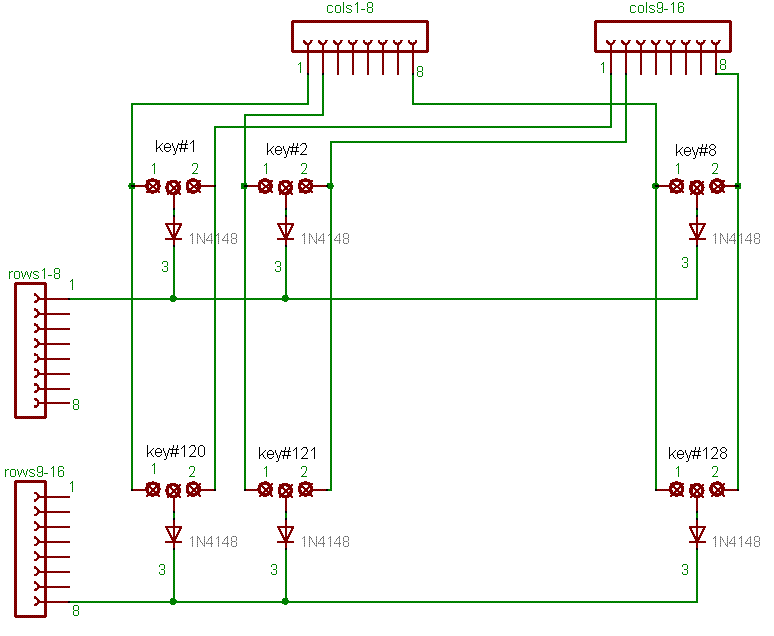 cols1-8 cols9-16
1 8 1 8
key#1 key#2 key#8
1 2 1 2 1 2
1N4148 1N4148 1N4148
3 3 3
rows1-8
1
8
key#120 key#121 key#128
1 2 1 2 1 2
rows9-16
1
1N4148 1N4148 1N4148
3 3 3
8